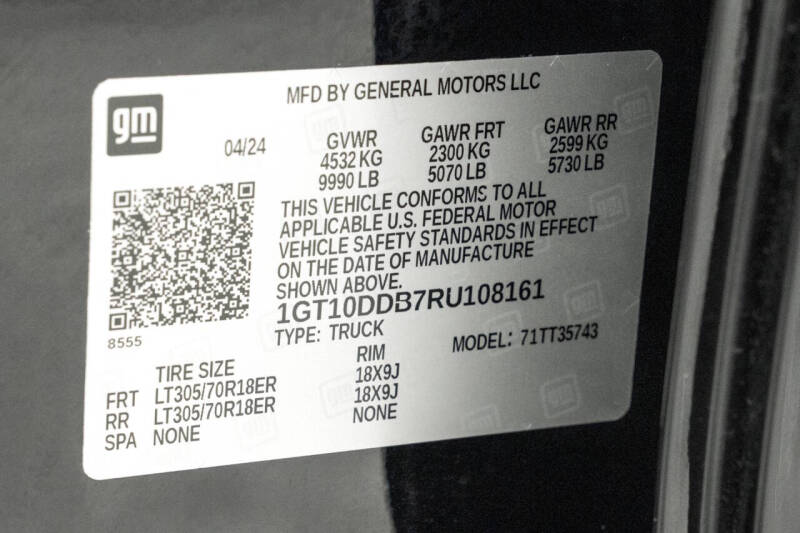 gm
MFD BY GENERAL MOTORS LLC
04/24
GVWR
4532 KG
9990 LB
GAWR FRT
2300 KG
5070 LB
GAWR RR
2599 KG
5730 LB
THIS VEHICLE CONFORMS TO ALL
APPLICABLE U.S. FEDERAL MOTOR
VEHICLE SAFETY STANDARDS IN EFFECT
ON THE DATE OF MANUFACTURE
SHOWN ABOVE.
1GT10DDB7RU108161
8555
TYPE: TRUCK
MODEL: 71TT35743
TIRE SIZE RIM
FRT LT305/70R18ER 18X9J
RR LT305/70R18ER 18X9J
SPA NONE NONE